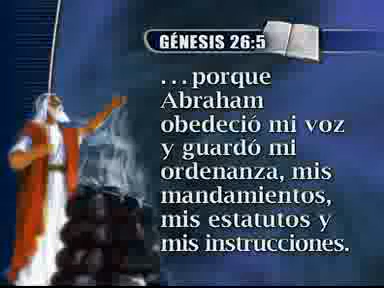 GÉNESIS 26:5
...porque
Abraham
obedeció mi voz
y guardó mi
ordenanza, mis
mandamientos,
mis estatutos y
mis instrucciones.